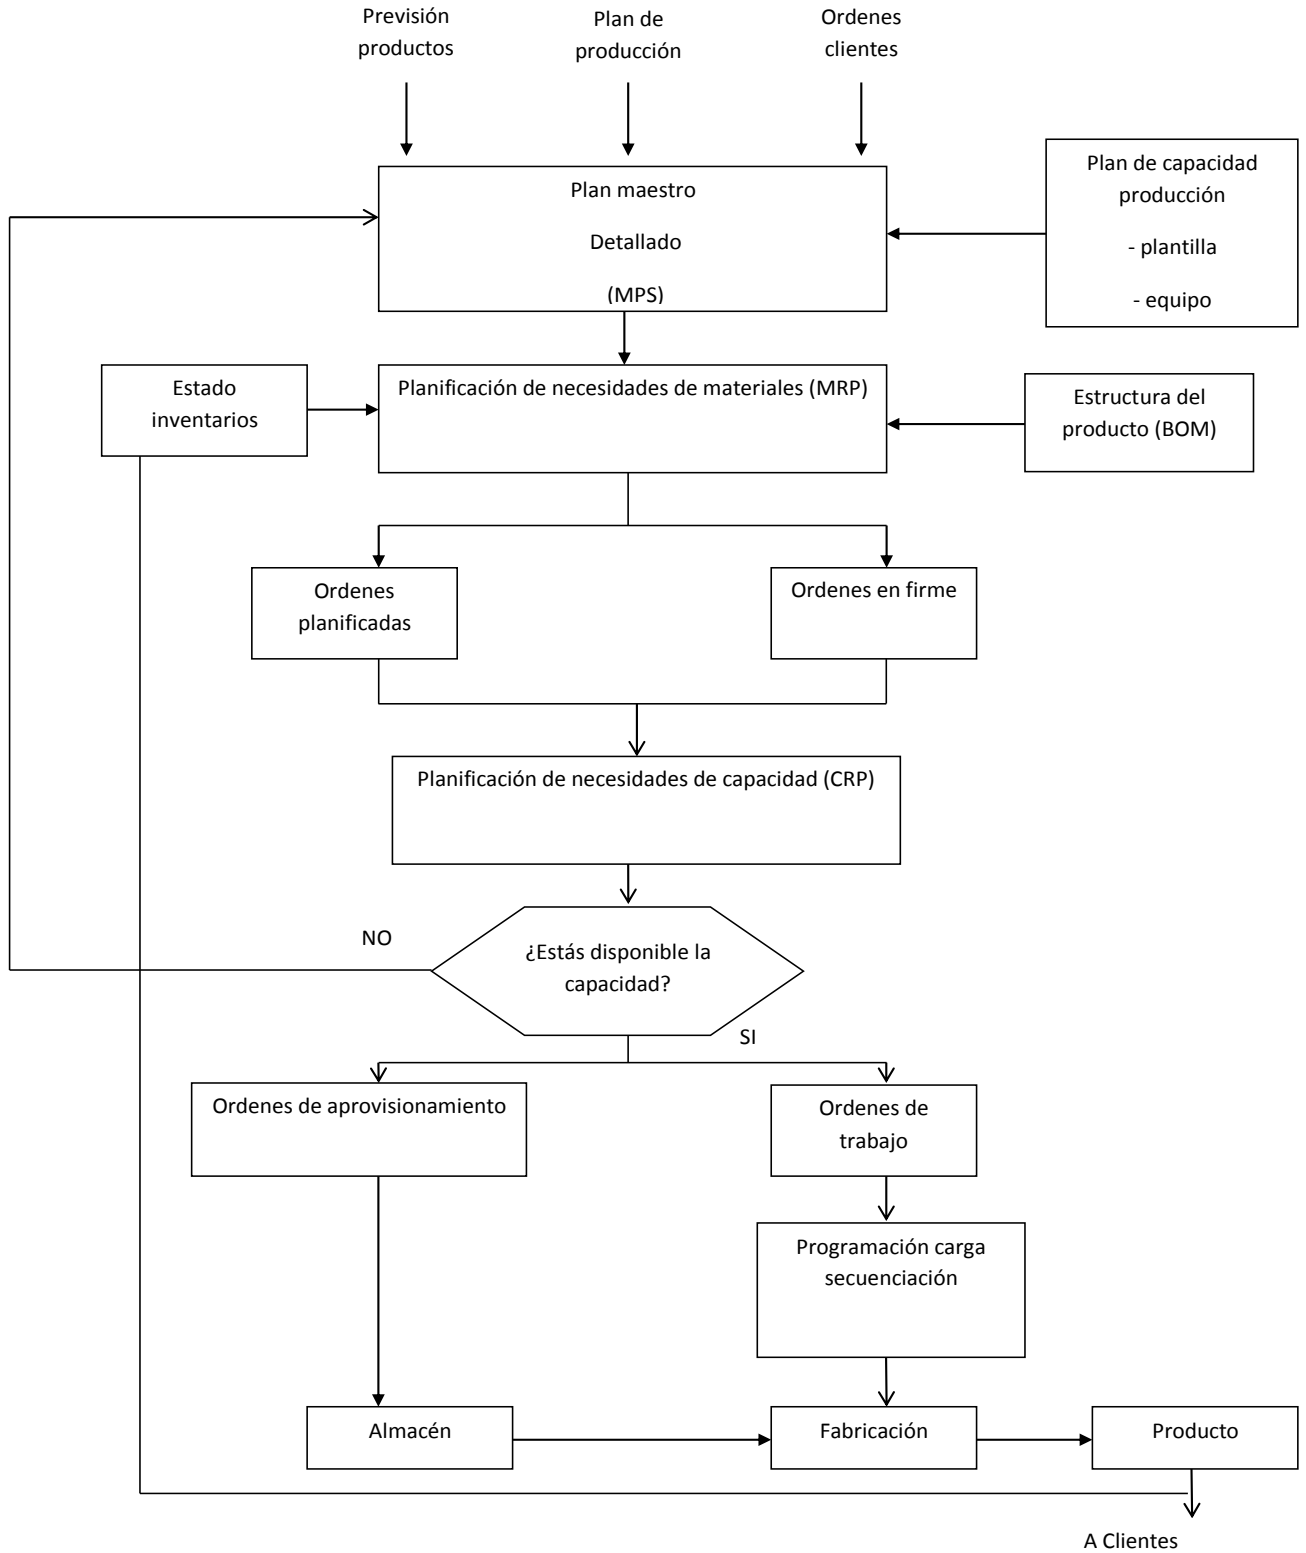 Previsión
productos
Plan de
producción
Ordenes
clientes
Plan maestro
Detallado
(MPS)
Plan de capacidad
producción
- plantilla
- equipo
Estado
inventarios
Planificación de necesidades de materiales (MRP)
Estructura del
producto (BOM)
Ordenes
planificadas
Ordenes en firme
Planificación de necesidades de capacidad (CRP)
NO
¿Estás disponible la
capacidad?
SI
Ordenes de aprovisionamiento
Ordenes de
trabajo
Programación carga
secuenciación
Almacén
Fabricación
Producto
A Clientes